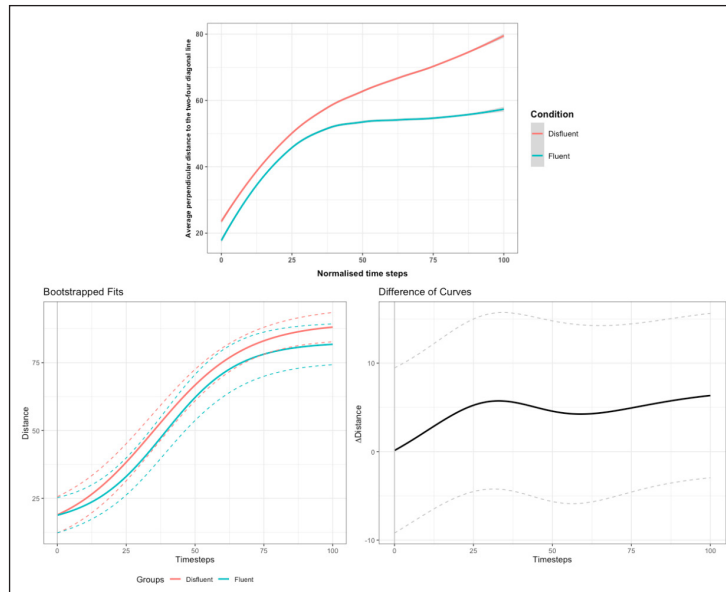 80
60
40
20
Average perpendicular distance to the two-four diagonal line
0 25 50 75 100
Normalised time steps
Condition
Disfluent
Fluent
Bootstrapped Fits
75
50
25
Distance
0 25 50 75 100
Timesteps
Groups Disfluent Fluent
Difference of Curves
10
0
-10
ΔDistance
0 25 50 75 100
Timesteps